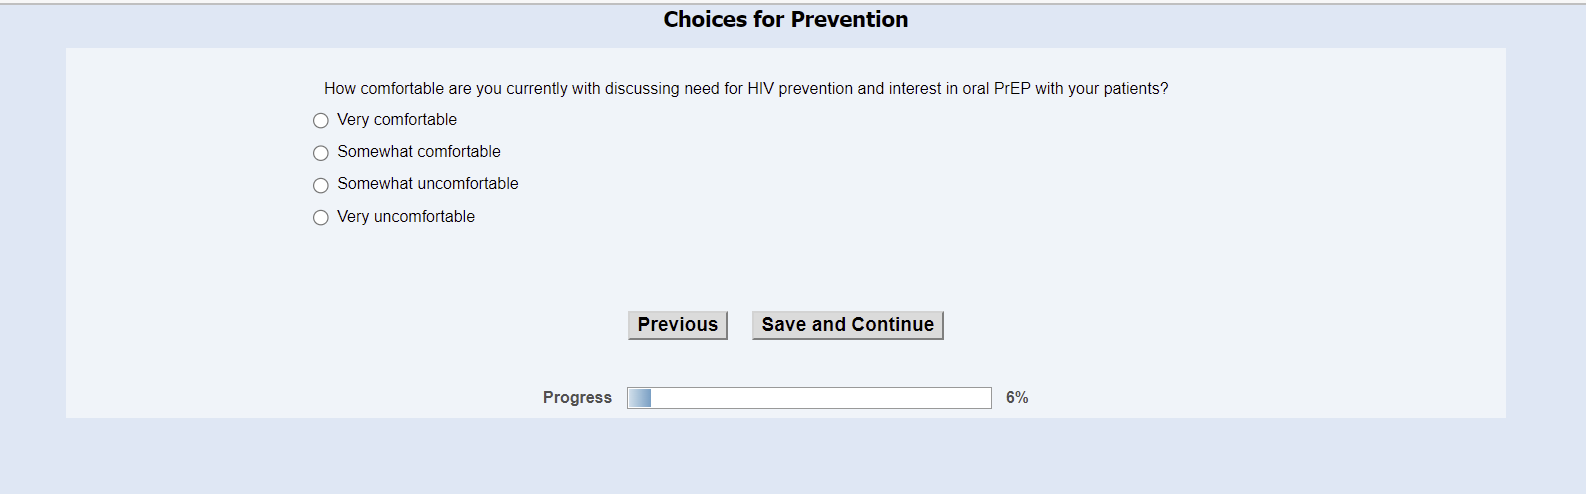 Choices for Prevention
How comfortable are you currently with discussing need for HIV prevention and interest in oral PrEP with your patients?
Very comfortable
Somewhat comfortable
Somewhat uncomfortable
Very uncomfortable
Previous Save and Continue
Progress 6%